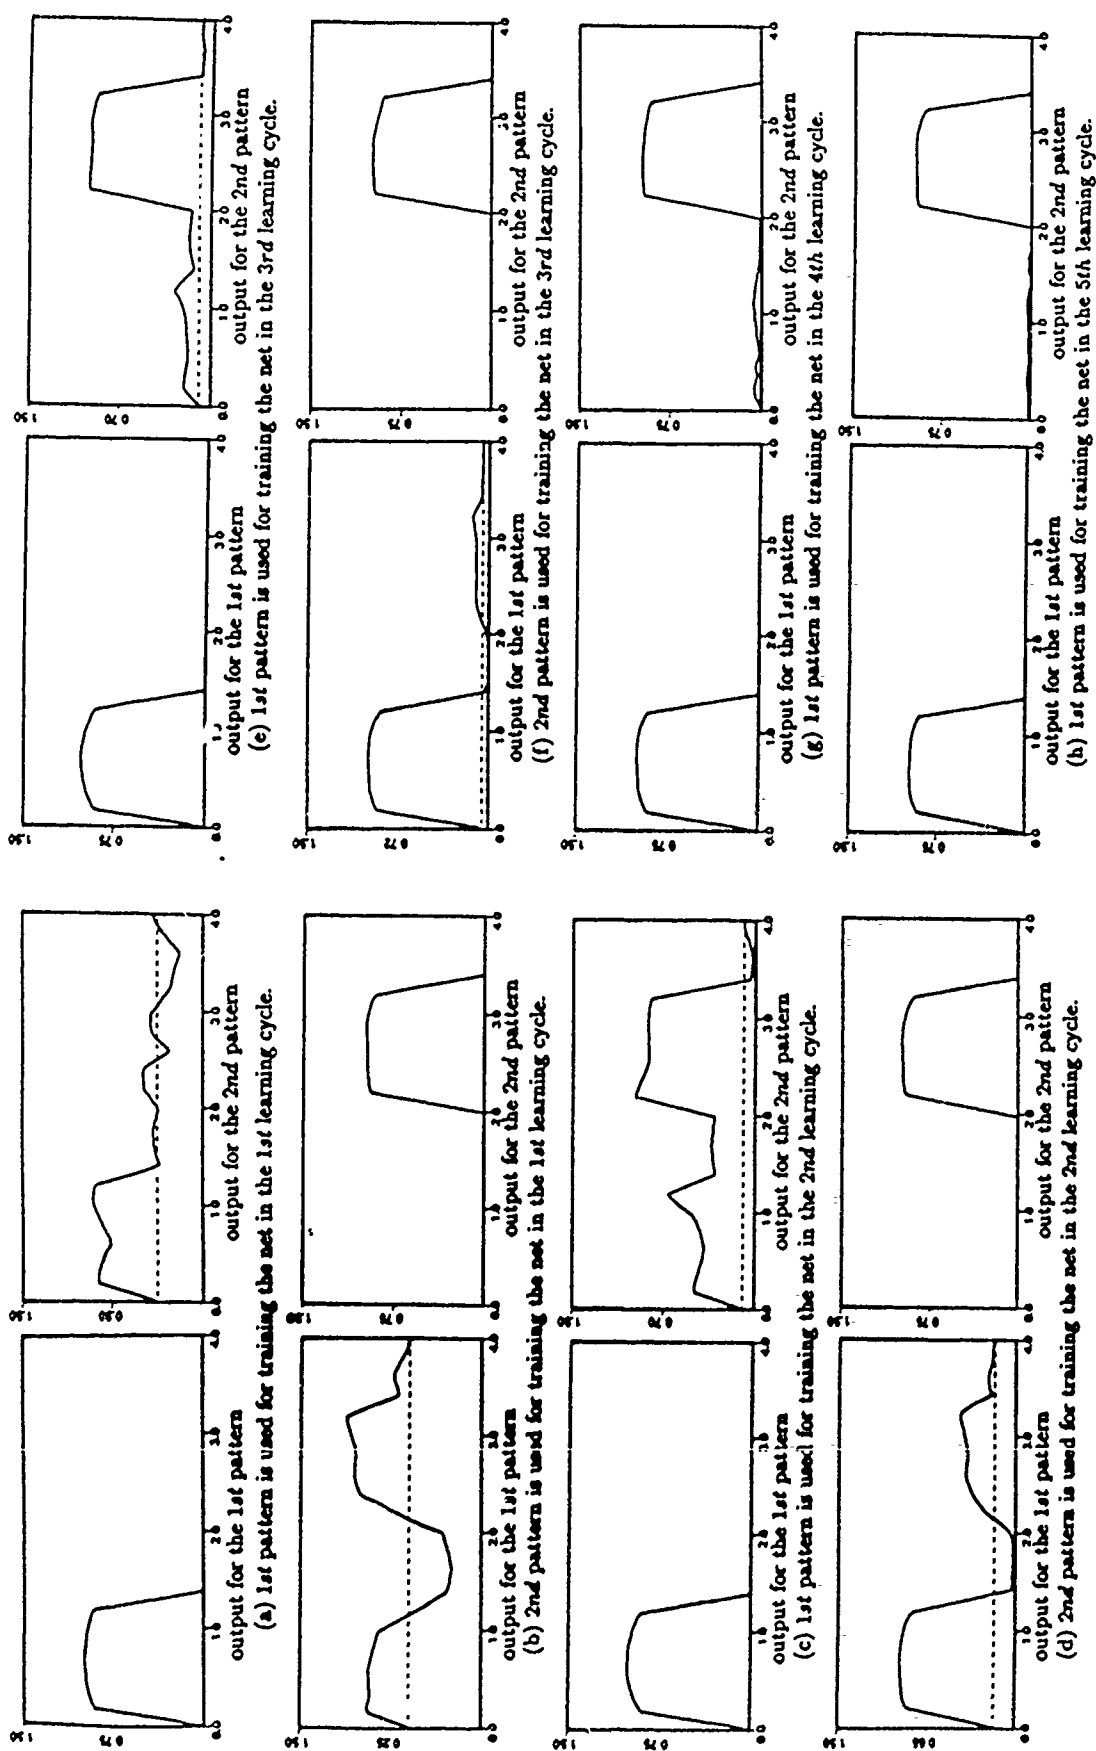 output for the 1st pattern
output for the 2nd pattern
(a) 1st pattern is used for training the net in the 1st learning cycle.
output for the 1st pattern
output for the 2nd pattern
(b) 2nd pattern is used for training the net in the 1st learning cycle.
output for the 1st pattern
output for the 2nd pattern
(c) 1st pattern is used for training the net in the 2nd learning cycle.
output for the 1st pattern
output for the 2nd pattern
(d) 2nd pattern is used for training the net in the 2nd learning cycle.
output for the 1st pattern
output for the 2nd pattern
(e) 1st pattern is used for training the net in the 3rd learning cycle.
output for the 1st pattern
output for the 2nd pattern
(f) 2nd pattern is used for training the net in the 3rd learning cycle.
output for the 1st pattern
output for the 2nd pattern
(g) 1st pattern is used for training the net in the 4th learning cycle.
output for the 1st pattern
output for the 2nd pattern
(h) 1st pattern is used for training the net in the 5th learning cycle.